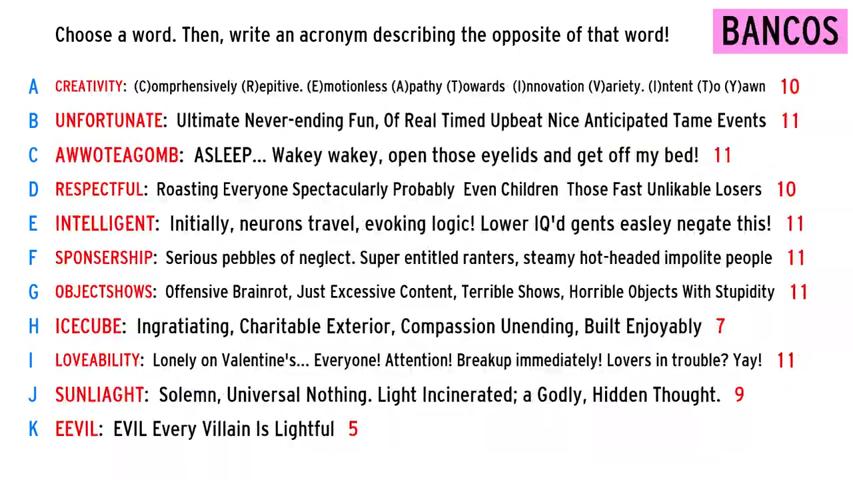 Choose a word. Then, write an acronym describing the opposite of that word! BANCOS
A CREATIVITY: (C)omprhensively (R)epitive. (E)motionless (A)pathy (T)owards (I)nnovation (V)ariety. (I)ntent (T)o (Y)awn 10
B UNFORTUNATE: Ultimate Never-ending Fun, Of Real Timed Upbeat Nice Anticipated Tame Events 11
C AWWOTEAGOMB: ASLEEP... Wakey wakey, open those eyelids and get off my bed! 11
D RESPECTFUL: Roasting Everyone Spectacularly Probably Even Children Those Fast Unlikable Losers 10
E INTELLIGENT: Initially, neurons travel, evoking logic! Lower IQ'd gents easley negate this! 11
F SPONSERSHIP: Serious pebbles of neglect. Super entitled ranters, steamy hot-headed impolite people 11
G OBJECTSHOWS: Offensive Brainrot, Just Excessive Content, Terrible Shows, Horrible Objects With Stupidity 11
H ICECUBE: Ingratiating, Charitable Exterior, Compassion Unending, Built Enjoyably 7
I LOVEABILITY: Lonely on Valentine's... Everyone! Attention! Breakup immediately! Lovers in trouble? Yay! 11
J SUNLIAGHT: Solemn, Universal Nothing. Light Incinerated; a Godly, Hidden Thought. 9
K EEVIL: EVIL Every Villain Is Lightful 5